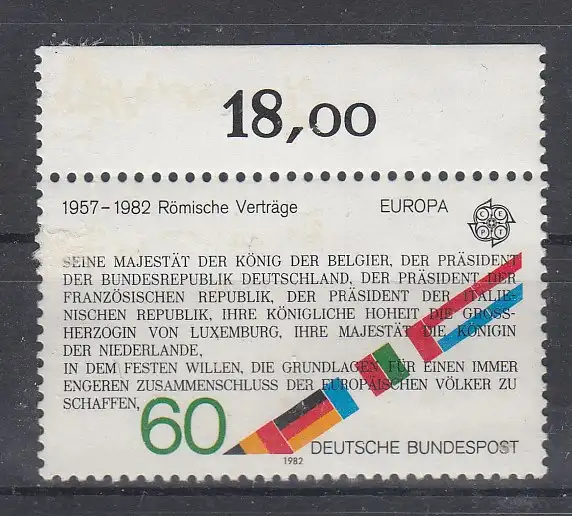 18,00
1957–1982 Römische Verträge EUROPA
CEPT
SEINE MAJESTÄT DER KÖNIG DER BELGIER, DER PRÄSIDENT
DER BUNDESREPUBLIK DEUTSCHLAND, DER PRÄSIDENT DER
FRANZÖSISCHEN REPUBLIK, DER PRÄSIDENT DER ITALIE-
NISCHEN REPUBLIK, IHRE KÖNIGLICHE HOHEIT DIE GROSS-
HERZOGIN VON LUXEMBURG, IHRE MAJESTÄT DIE KÖNIGIN
DER NIEDERLANDE,
IN DEM FESTEN WILLEN, DIE GRUNDLAGEN FÜR EINEN IMMER
ENGEREN ZUSAMMENSCHLUSS DER EUROPÄISCHEN VÖLKER ZU
SCHAFFEN,
60
DEUTSCHE BUNDESPOST
1982